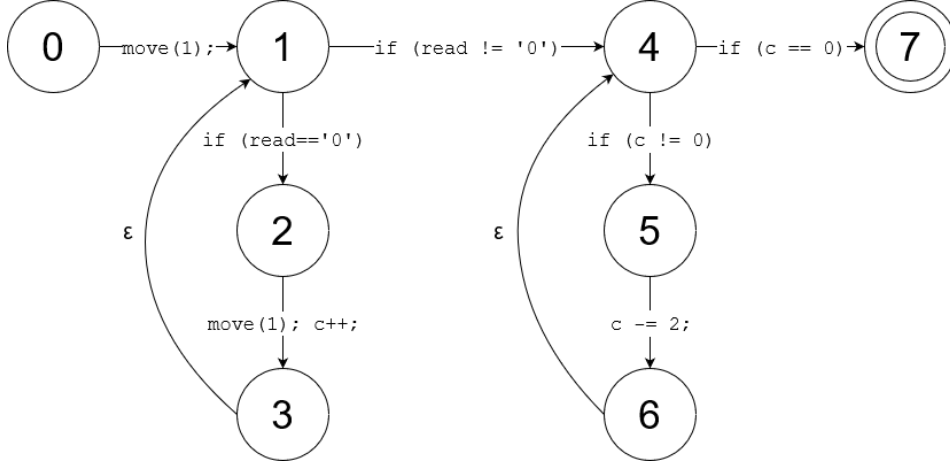 0
move(1);
1
if (read != '0')
4
if (c == 0)
7
if (read=='0')
if (c != 0)
2
5
ε
ε
move(1); c++;
c -= 2;
3
6